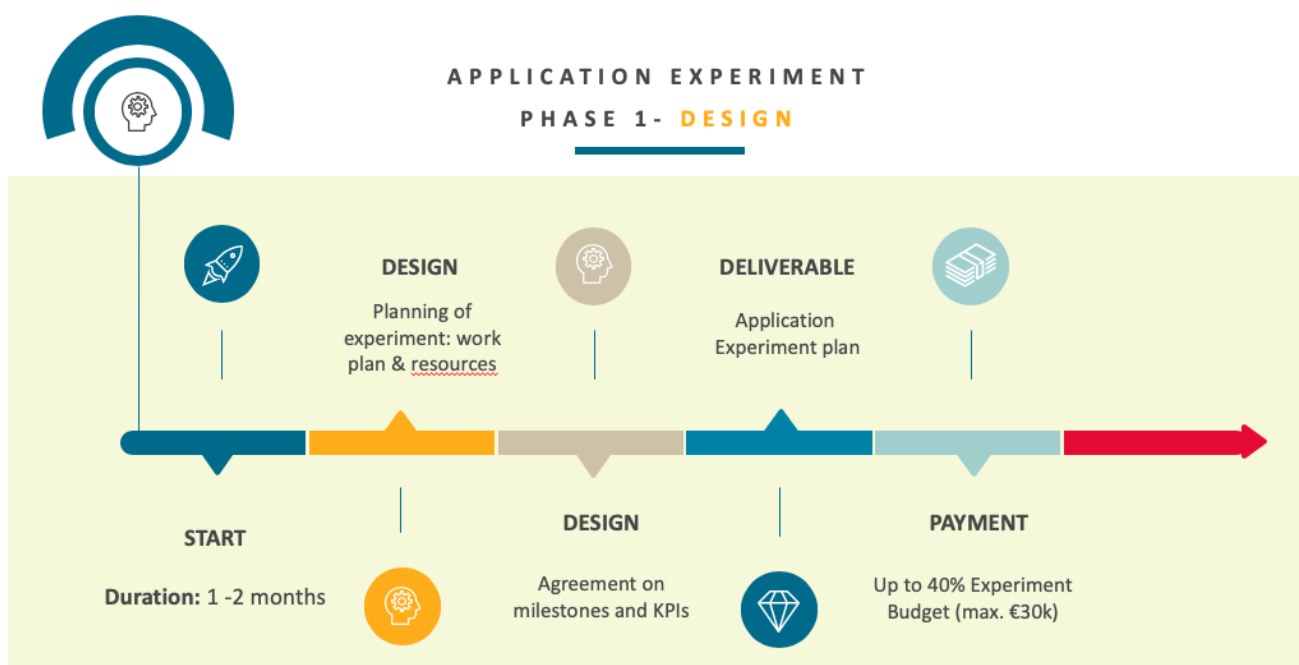 APPLICATION EXPERIMENT
PHASE 1- DESIGN
START
Duration: 1 -2 months
DESIGN
Planning of
experiment: work
plan & resources
DESIGN
Agreement on
milestones and KPIs
DELIVERABLE
Application
Experiment plan
PAYMENT
Up to 40% Experiment
Budget (max. €30k)